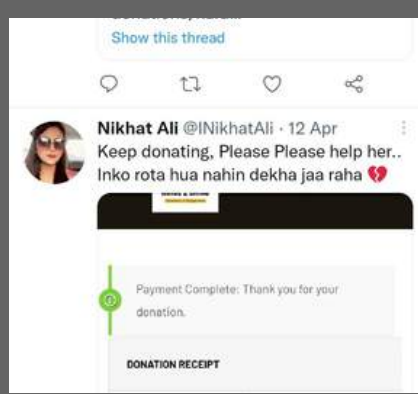 Show this thread
Nikhat Ali @INikhatAli · 12 Apr
Keep donating, Please Please help her..
Inko rota hua nahin dekha jaa raha 💔
Payment Complete: Thank you for your
donation.
DONATION RECEIPT